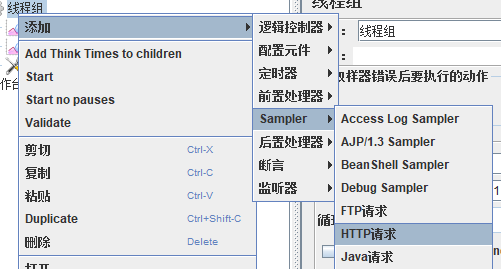 线程组
添加
Add Think Times to children
Start
Start no pauses
Validate
剪切 Ctrl-X
复制 Ctrl-C
粘贴 Ctrl-V
Duplicate Ctrl+Shift-C
删除 Delete
打开
逻辑控制器
配置元件
定时器
前置处理器
Sampler
后置处理器
断言
监听器
Access Log Sampler
AJP/1.3 Sampler
BeanShell Sampler
Debug Sampler
FTP请求
HTTP请求
Java请求
线程组
线程组
取样器错误后要执行的动作